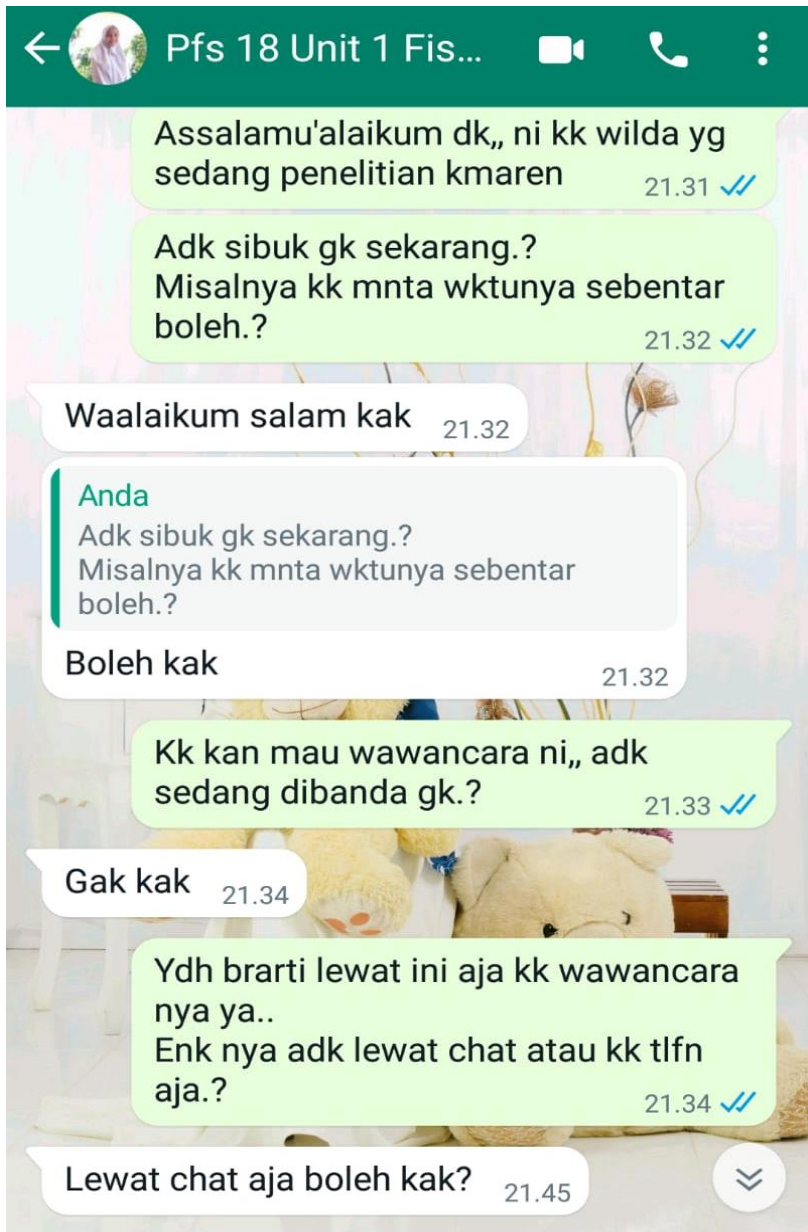 Pfs 18 Unit 1 Fis...
Assalamu'alaikum dk,, ni kk wilda yg
sedang penelitian kmaren
21.31
Adk sibuk gk sekarang.?
Misalnya kk mnta wktunya sebentar
boleh.?
21.32
Waalaikum salam kak
21.32
Anda
Adk sibuk gk sekarang.?
Misalnya kk mnta wktunya sebentar
boleh.?
Boleh kak
21.32
Kk kan mau wawancara ni,, adk
sedang dibanda gk.?
21.33
Gak kak
21.34
Ydh brarti lewat ini aja kk wawancara
nya ya..
Enk nya adk lewat chat atau kk tlfn
aja.?
21.34
Lewat chat aja boleh kak?
21.45